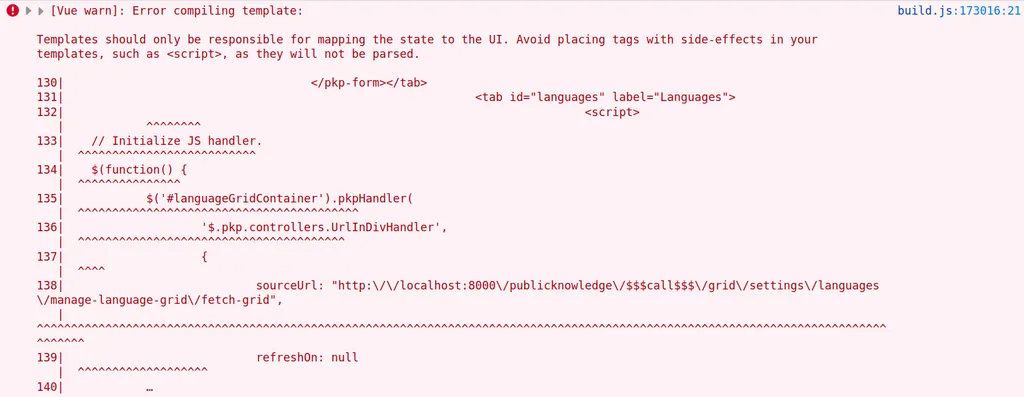 [Vue warn]: Error compiling template: build.js:173016:21
Templates should only be responsible for mapping the state to the UI. Avoid placing tags with side-effects in your
templates, such as <script>, as they will not be parsed.
130| </pkp-form></tab>
131| <tab id="languages" label="Languages">
132| <script>
| ^^^^^^^^
133| // Initialize JS handler.
| ^^^^^^^^^^^^^^^^^^^^^^^^^^
134| $(function() {
| ^^^^^^^^^^^^^^^
135| $('#languageGridContainer').pkpHandler(
| ^^^^^^^^^^^^^^^^^^^^^^^^^^^^^^^^^^^^^^^^^
136| '$.pkp.controllers.UrlInDivHandler',
| ^^^^^^^^^^^^^^^^^^^^^^^^^^^^^^^^^^^^^^^
137| {
| ^^^^
138| sourceUrl: "http:\/\/localhost:8000\/publicknowledge\/$$$call$$$\/grid\/settings\/languages
\/manage-language-grid\/fetch-grid",
|
^^^^^^^^^^^^^^^^^^^^^^^^^^^^^^^^^^^^^^^^^^^^^^^^^^^^^^^^^^^^^^^^^^^^^^^^^^^^^^^^^^^^^^^^^^^^^^^^^^^^^^^^^^^^^^^^^^^^^^^^^^^^
^^^^^^^
139| refreshOn: null
| ^^^^^^^^^^^^^^^^^^^
140| …